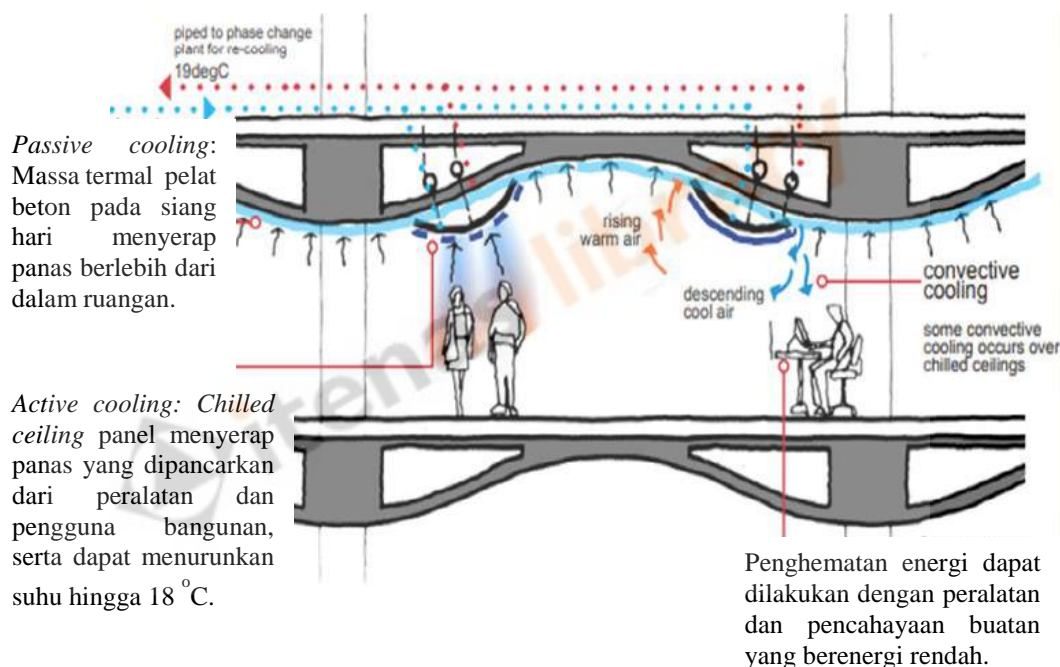 piped to phase change
plant for re-cooling
19degC
Passive cooling:
Massa termal pelat
beton pada siang
hari menyerap
panas berlebih dari
dalam ruangan.
rising
warm air
descending
cool air
convective
cooling
some convective
cooling occurs over
chilled ceilings
Active cooling: Chilled
ceiling panel menyerap
panas yang dipancarkan
dari peralatan dan
pengguna bangunan,
serta dapat menurunkan
suhu hingga 18 °C.
Penghematan energi dapat
dilakukan dengan peralatan
dan pencahayaan buatan
yang berenergi rendah.